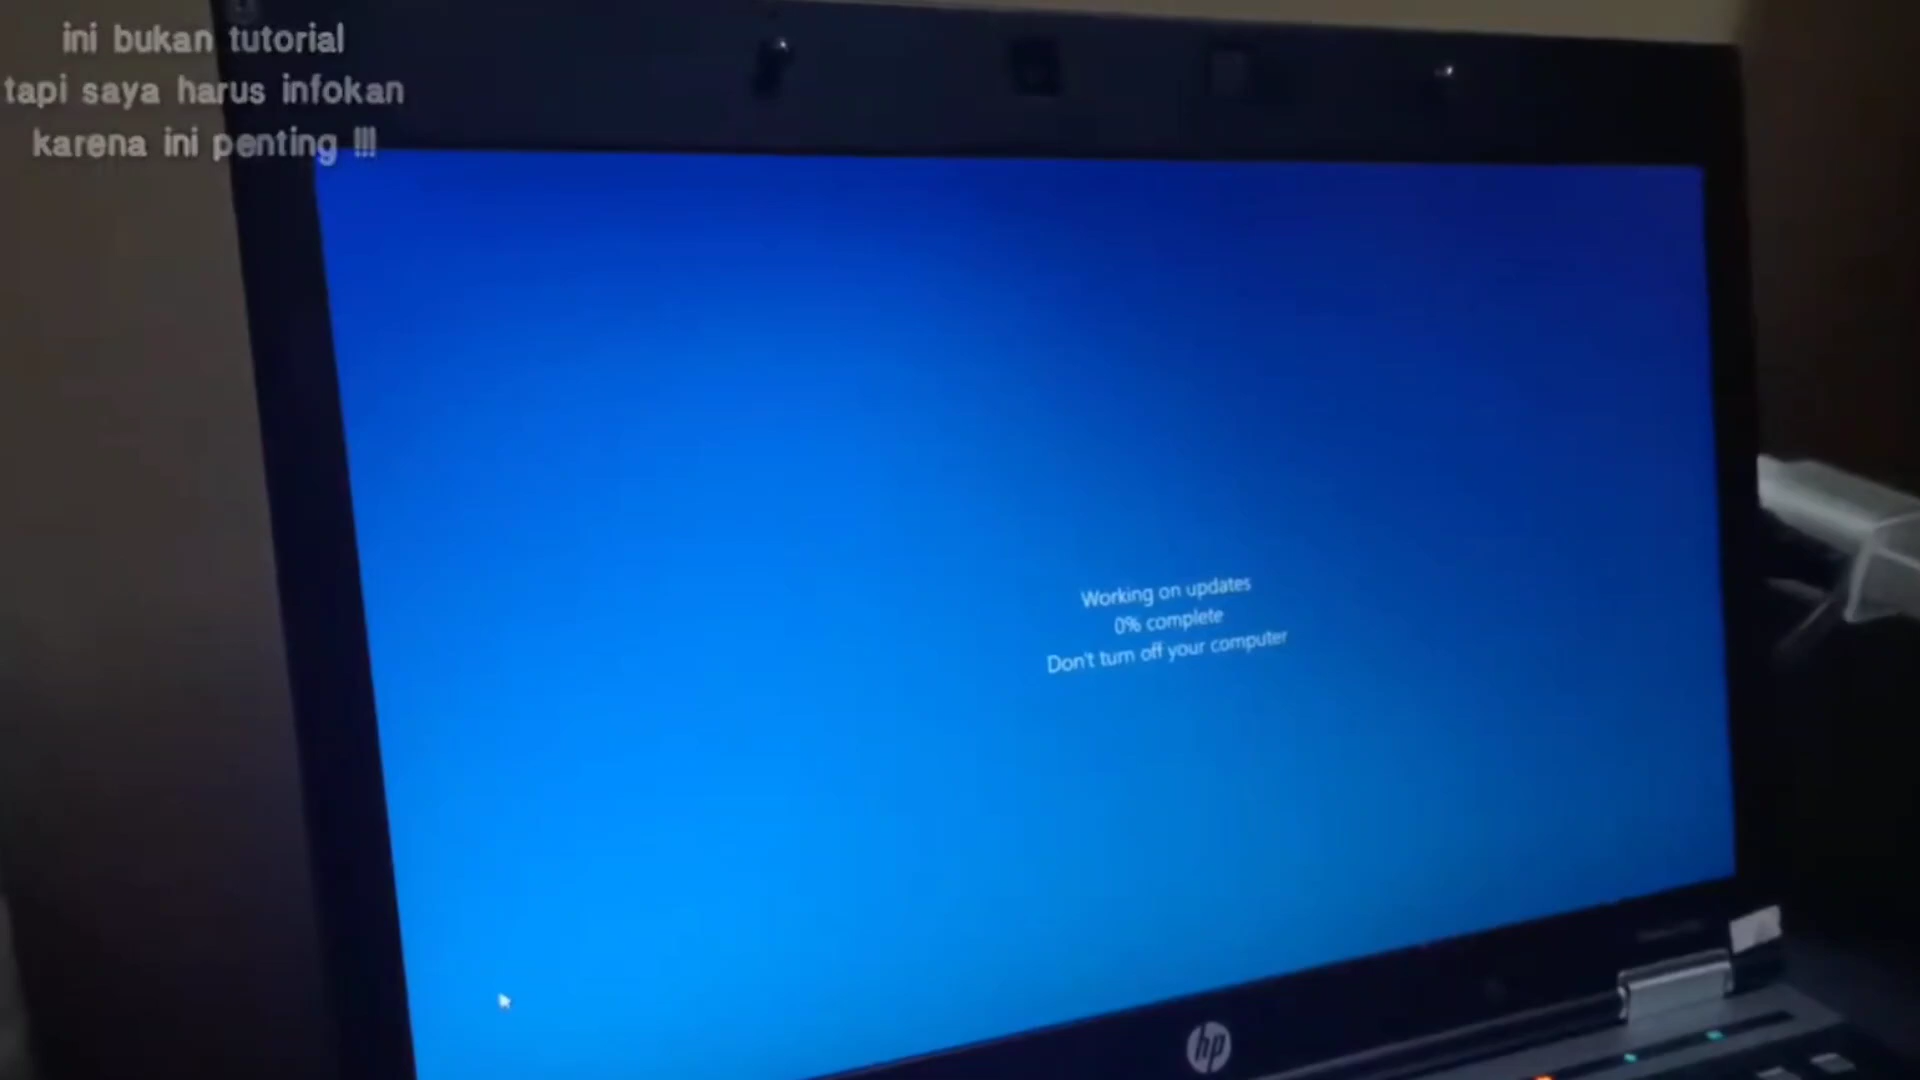 ini bukan tutorial
tapi saya harus infokan
karena ini penting !!!
Working on updates
0% complete
Don't turn off your computer
hp